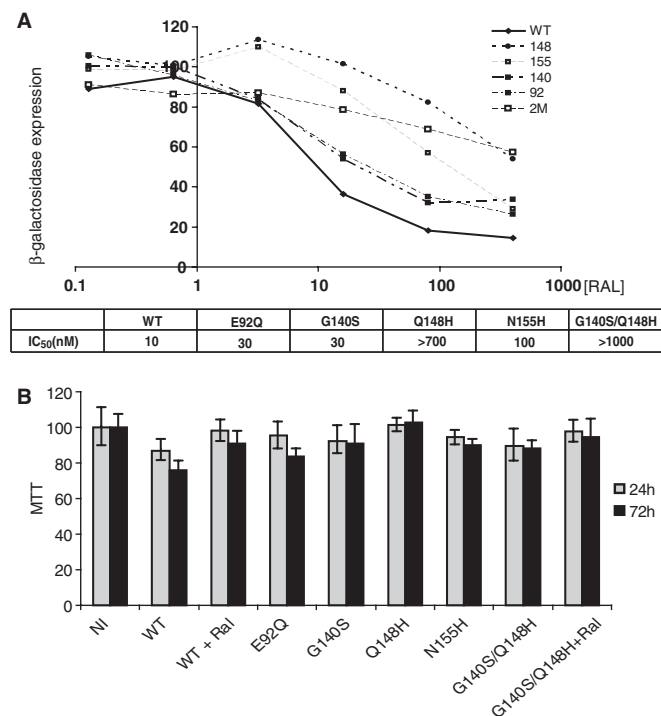 A
β-galactosidase expression
120
100
80
60
40
20
0
0.1 1 10 100 1000 [RAL]
WT
148
155
140
92
2M
WT E92Q G140S Q148H N155H G140S/Q148H
IC50(nM) 10 30 30 >700 100 >1000
B
MTT
120
100
80
60
100
20
0
24h
72h
NI
WT
WT + Ral
E92Q
G140S
Q148H
N155H
G140S/Q148H
G140S/Q148H+Ral